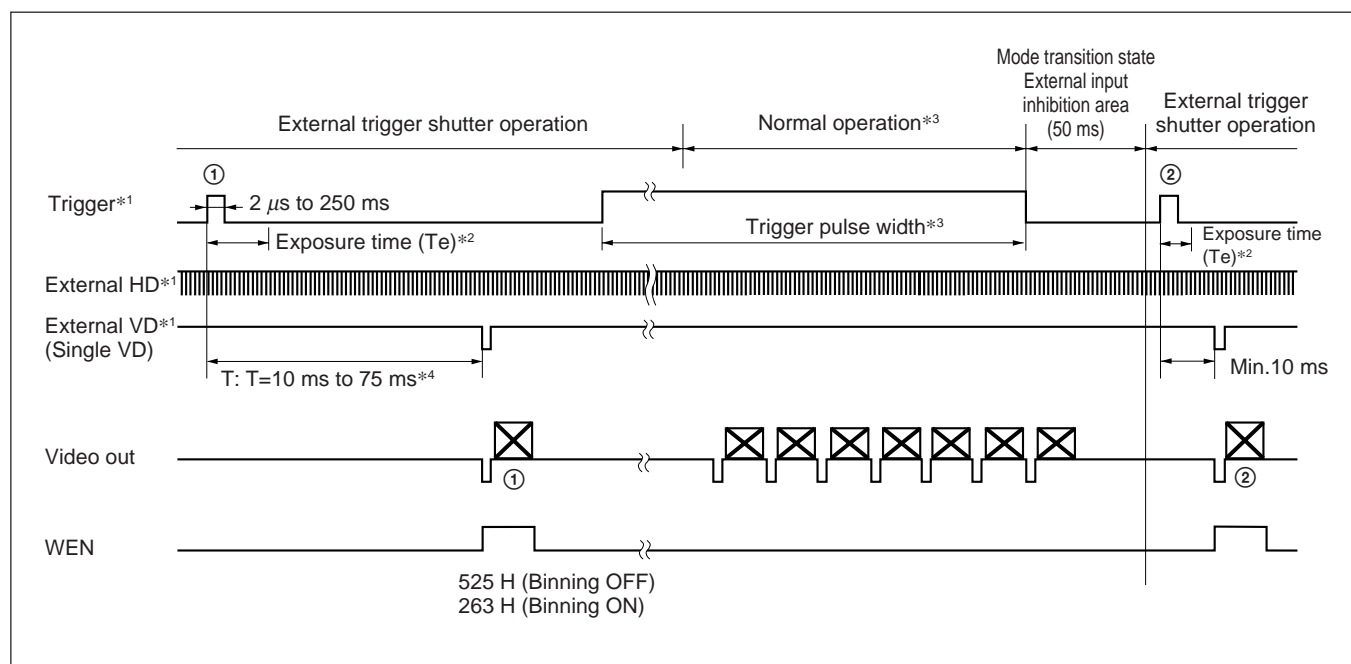 Mode transition state
External input
inhibition area
(50 ms)
External trigger shutter operation
Normal operation*3
External trigger
shutter operation
①
②
Trigger*1
2 μs to 250 ms
Exposure time (Te)*2
Trigger pulse width*3
Exposure time
(Te)*2
External HD*1
External VD*1
(Single VD)
T: T=10 ms to 75 ms*4
Min.10 ms
Video out
①
②
WEN
525 H (Binning OFF)
263 H (Binning ON)